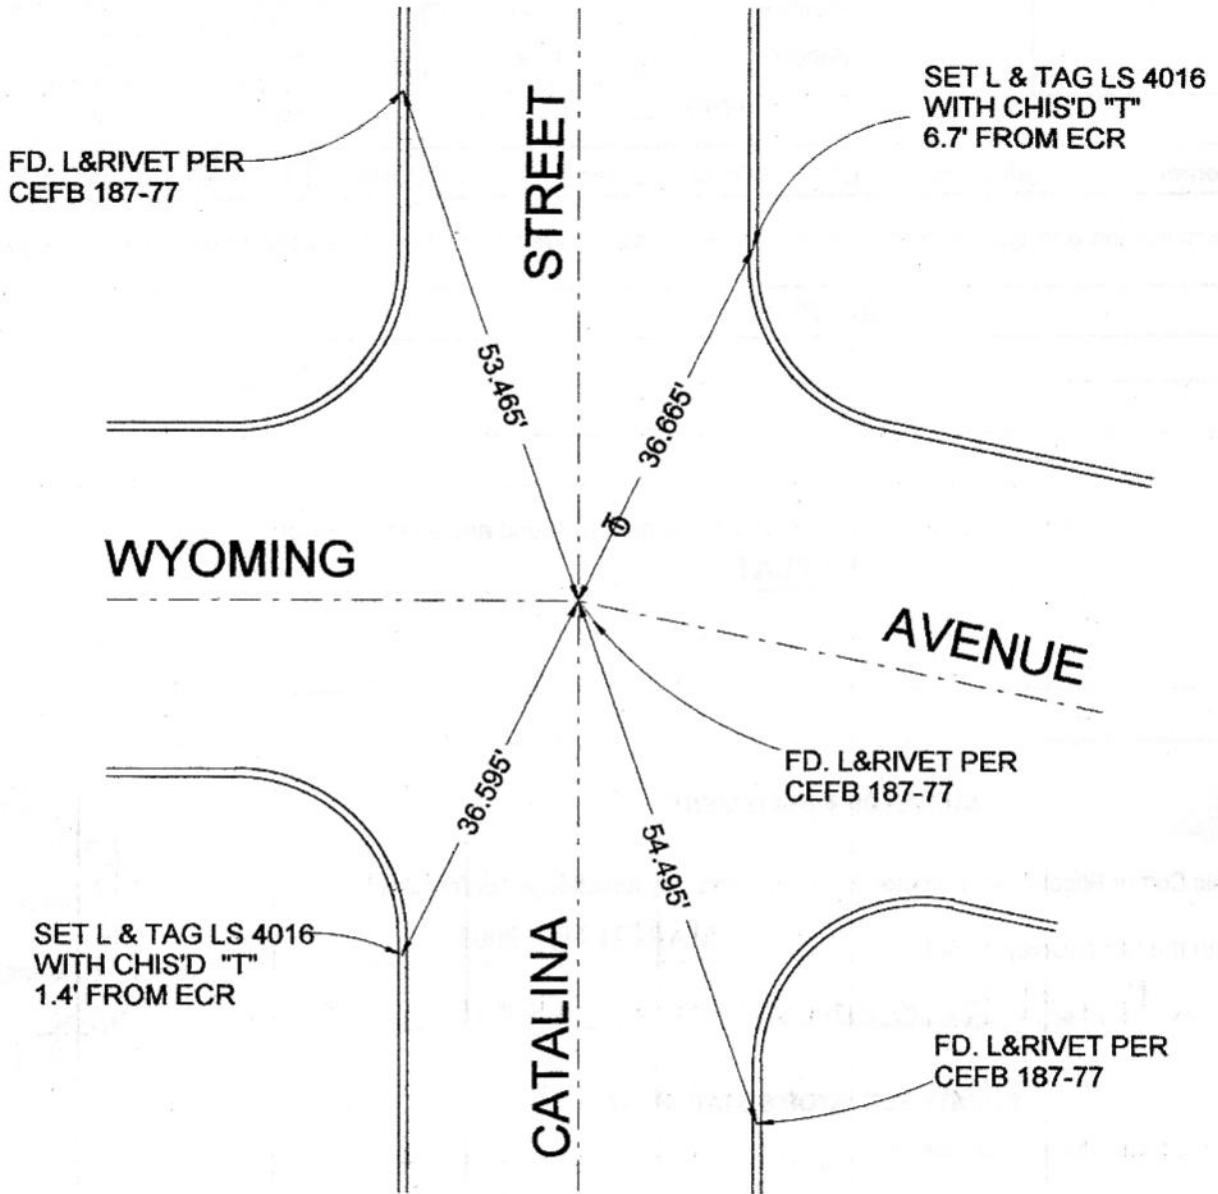 SET L & TAG LS 4016
WITH CHIS'D "T"
6.7' FROM ECR
FD. L&RIVET PER
CEFB 187-77
STREET
53.465'
36.665'
WYOMING
AVENUE
FD. L&RIVET PER
CEFB 187-77
36.595'
54.495'
SET L & TAG LS 4016
WITH CHIS'D "T"
1.4' FROM ECR
CATALINA
FD. L&RIVET PER
CEFB 187-77